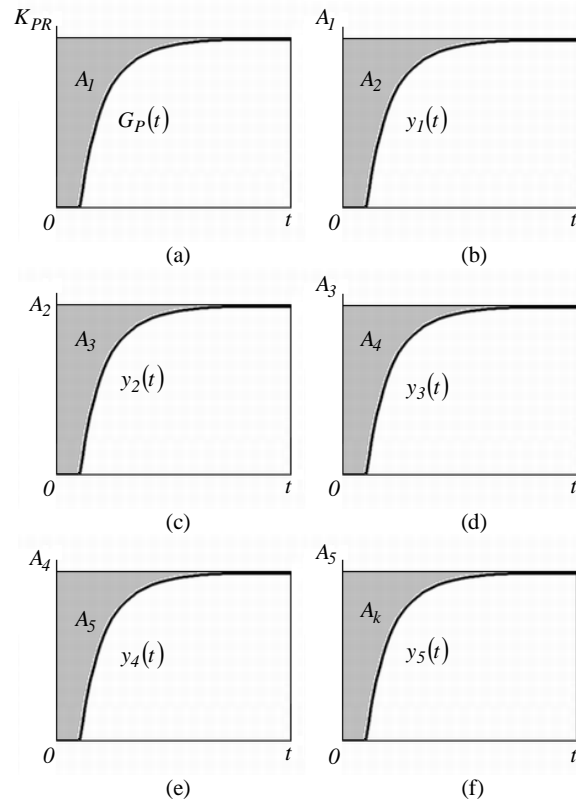 K_PR
A_1
G_P(t)
0
t
(a)
A_1
A_2
y_1(t)
0
t
(b)
A_2
A_3
y_2(t)
0
t
(c)
A_3
A_4
y_3(t)
0
t
(d)
A_4
A_5
y_4(t)
0
t
(e)
A_5
A_k
y_5(t)
0
t
(f)